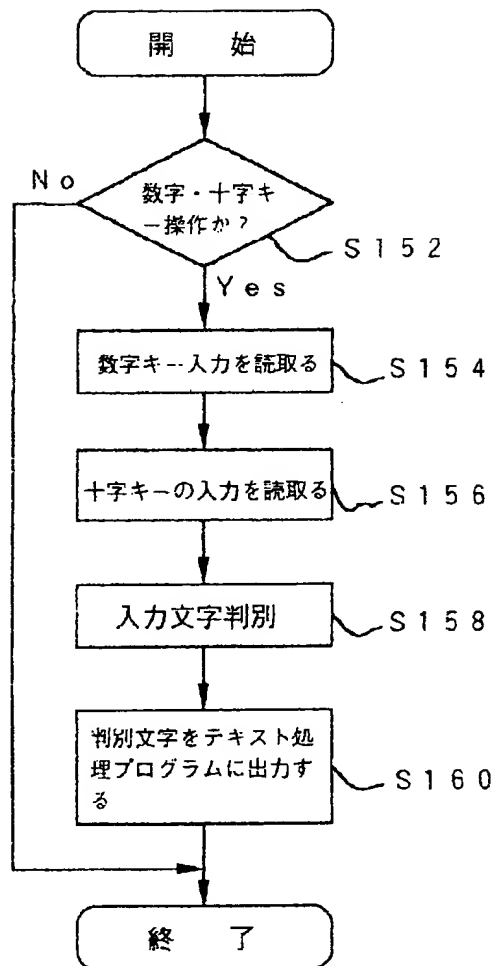 開 始
No
数字・十字キ
ー操作か?
S152
Yes
数字キー入力を読取る
S154
十字キーの入力を読取る
S156
入力文字判別
S158
判別文字をテキスト処
理プログラムに出力す
る
S160
終 了